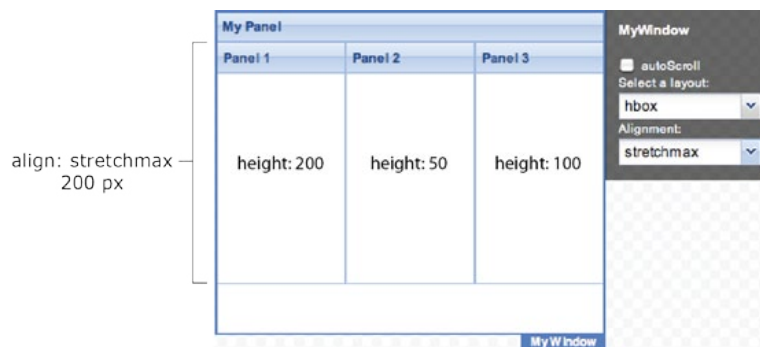 My Panel
Panel 1
Panel 2
Panel 3
align: stretchmax
200 px
height: 200
height: 50
height: 100
MyWindow
MyWindow
autoScroll
Select a layout:
hbox
Alignment:
stretchmax